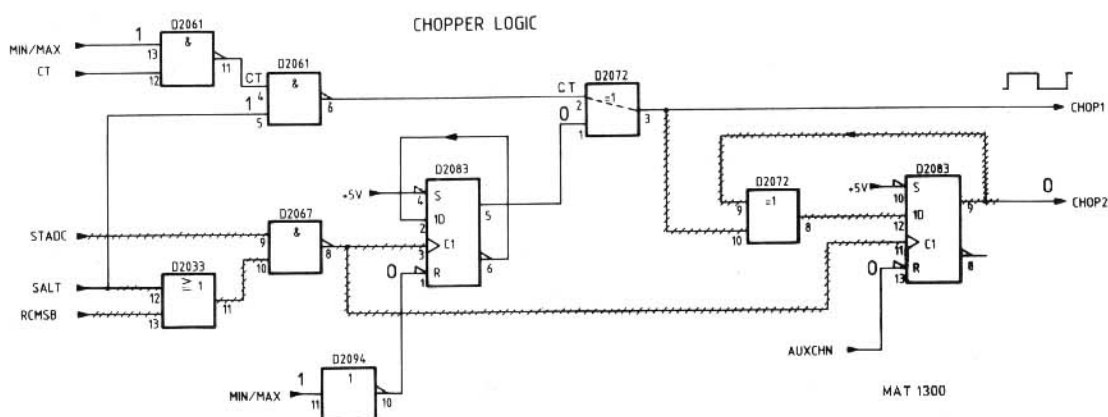 CHOPPER LOGIC
D2061
MIN/MAX
1
13
&
11
CT
12
D2061
CT
4
&
6
1
5
D2072
CT
2
=1
3
0
1
CHOP1
D2083
+5V
4
S
1D
2
5
C1
3
6
0
R
1
D2067
STADC
9
&
8
10
D2033
SALT
12
≥1
11
RCMSB
13
D2072
9
=1
8
10
D2083
+5V
10
S
9
0
CHOP2
1D
12
C1
11
0
R
13
8
AUXCHN
D2094
MIN/MAX
1
11
1
10
MAT 1300